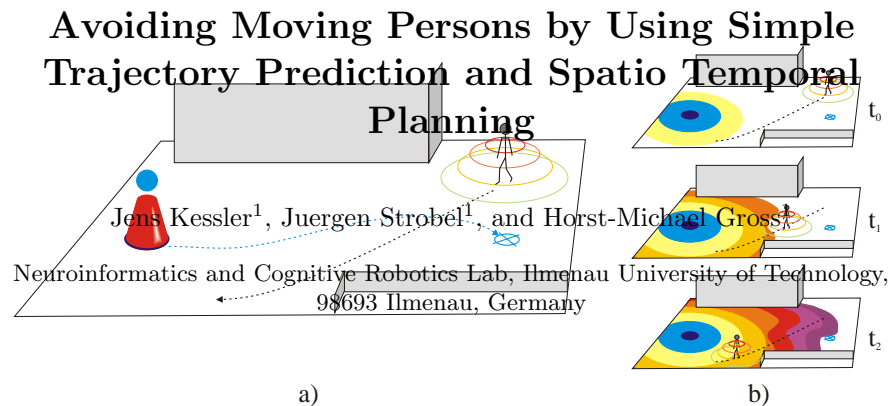 Avoiding Moving Persons by Using Simple
Trajectory Prediction and Spatio Temporal
Planning
Jens Kessler¹, Juergen Strobel¹, and Horst-Michael Gross¹
Neuroinformatics and Cognitive Robotics Lab, Ilmenau University of Technology,
98693 Ilmenau, Germany
t₀
t₁
t₂
a)
b)